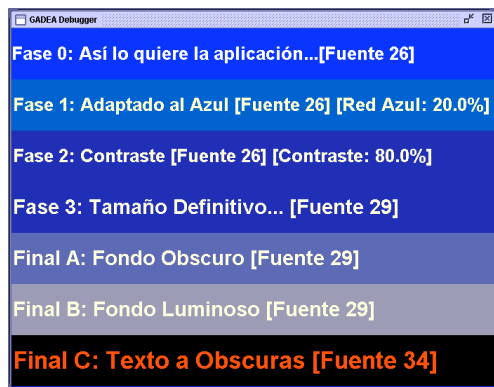 GADEA Debugger
Fase 0: Así lo quiere la aplicación...[Fuente 26]
Fase 1: Adaptado al Azul [Fuente 26] [Red Azul: 20.0%]
Fase 2: Contraste [Fuente 26] [Contraste: 80.0%]
Fase 3: Tamaño Definitivo... [Fuente 29]
Final A: Fondo Obscuro [Fuente 29]
Final B: Fondo Luminoso [Fuente 29]
Final C: Texto a Obscuras [Fuente 34]